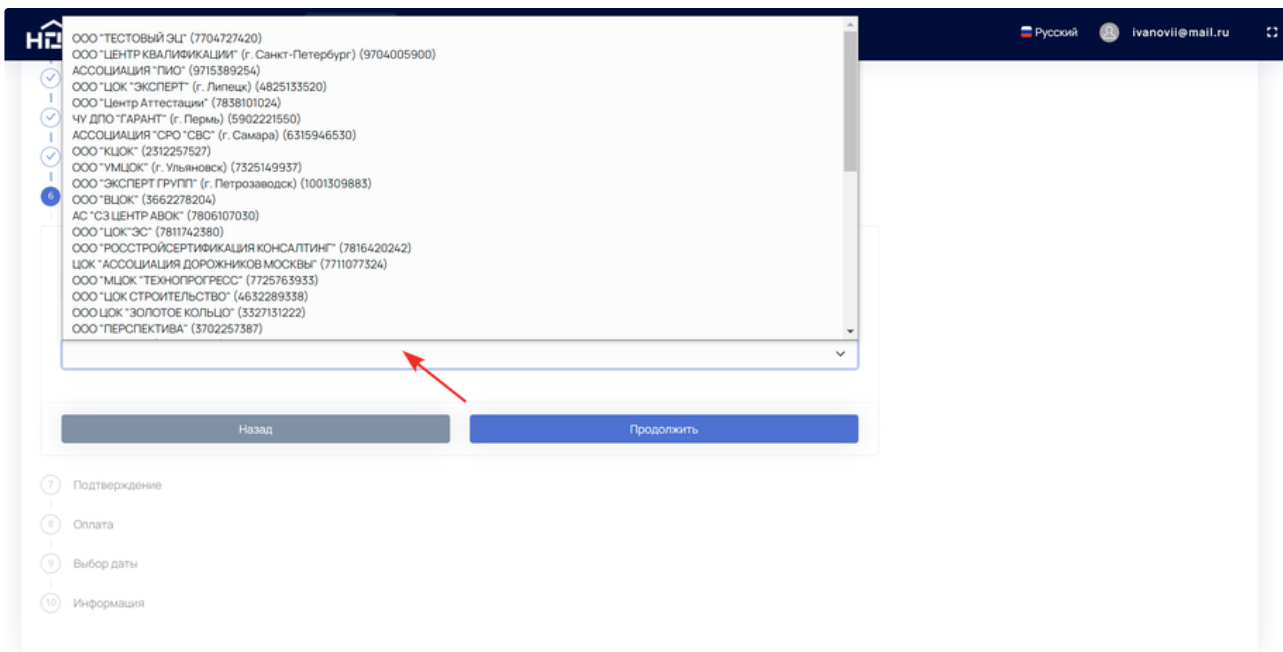 Русский
ivanovii@mail.ru
ООО "ТЕСТОВЫЙ ЭЦ" (7704727420)
ООО "ЦЕНТР КВАЛИФИКАЦИИ" (г. Санкт-Петербург) (9704005900)
АССОЦИАЦИЯ "ПИО" (9715389254)
ООО "ЦОК "ЭКСПЕРТ" (г. Липецк) (4825133520)
ООО "Центр Аттестации" (7838101024)
ЧУ ДПО "ГАРАНТ" (г. Пермь) (5902221550)
АССОЦИАЦИЯ "СРО "СВС" (г. Самара) (6315946530)
ООО "КЦОК" (2312257527)
ООО "УМЦОК" (г. Ульяновск) (7325149937)
ООО "ЭКСПЕРТ ГРУПП" (г. Петрозаводск) (1001309883)
ООО "ВЦОК" (3662278204)
АС "СЗ ЦЕНТР АВОК" (7806107030)
ООО "ЦОК"ЭС" (7811742380)
ООО "РОССТРОЙСЕРТИФИКАЦИЯ КОНСАЛТИНГ" (7816420242)
ЦОК "АССОЦИАЦИЯ ДОРОЖНИКОВ МОСКВЫ" (7711077324)
ООО "МЦОК "ТЕХНОПРОГРЕСС" (7725763933)
ООО "ЦОК СТРОИТЕЛЬСТВО" (4632289338)
ООО ЦОК "ЗОЛОТОЕ КОЛЬЦО" (3327131222)
ООО "ПЕРСПЕКТИВА" (3702257387)
6
Назад
Продолжить
7 Подтверждение
8 Оплата
9 Выбор даты
10 Информация